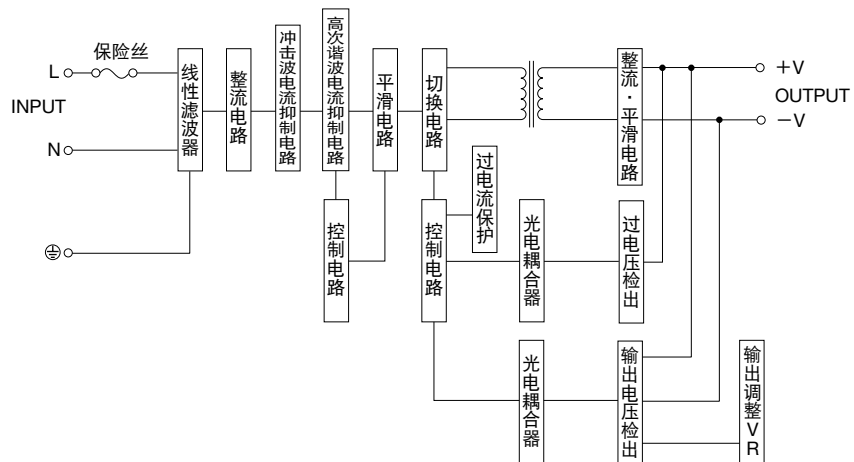 保险丝
L
INPUT
N
线性滤波器
整流电路
冲击波电流抑制电路
高次谐波电流抑制电路
平滑电路
切换电路
整流·平滑电路
+V
OUTPUT
-V
控制电路
控制电路
过电流保护
光电耦合器
过电压检出
光电耦合器
输出电压检出
输出调整VR